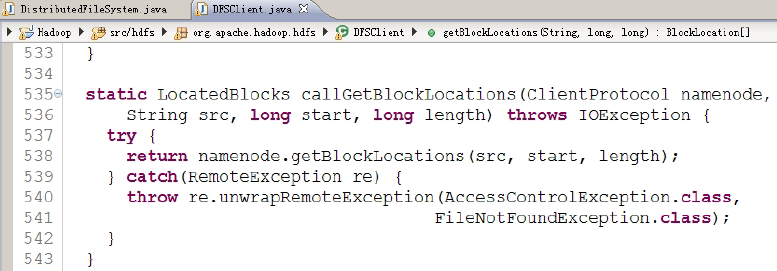 DistributedFileSystem.java DFSClient.java
Hadoop src/hdfs org.apache.hadoop.hdfs DFSClient getBlockLocations(String, long, long) : BlockLocation[]
533 }
534
535 static LocatedBlocks callGetBlockLocations(ClientProtocol namenode,
536 String src, long start, long length) throws IOException {
537 try {
538 return namenode.getBlockLocations(src, start, length);
539 } catch(RemoteException re) {
540 throw re.unwrapRemoteException(AccessControlException.class,
541 FileNotFoundException.class);
542 }
543 }